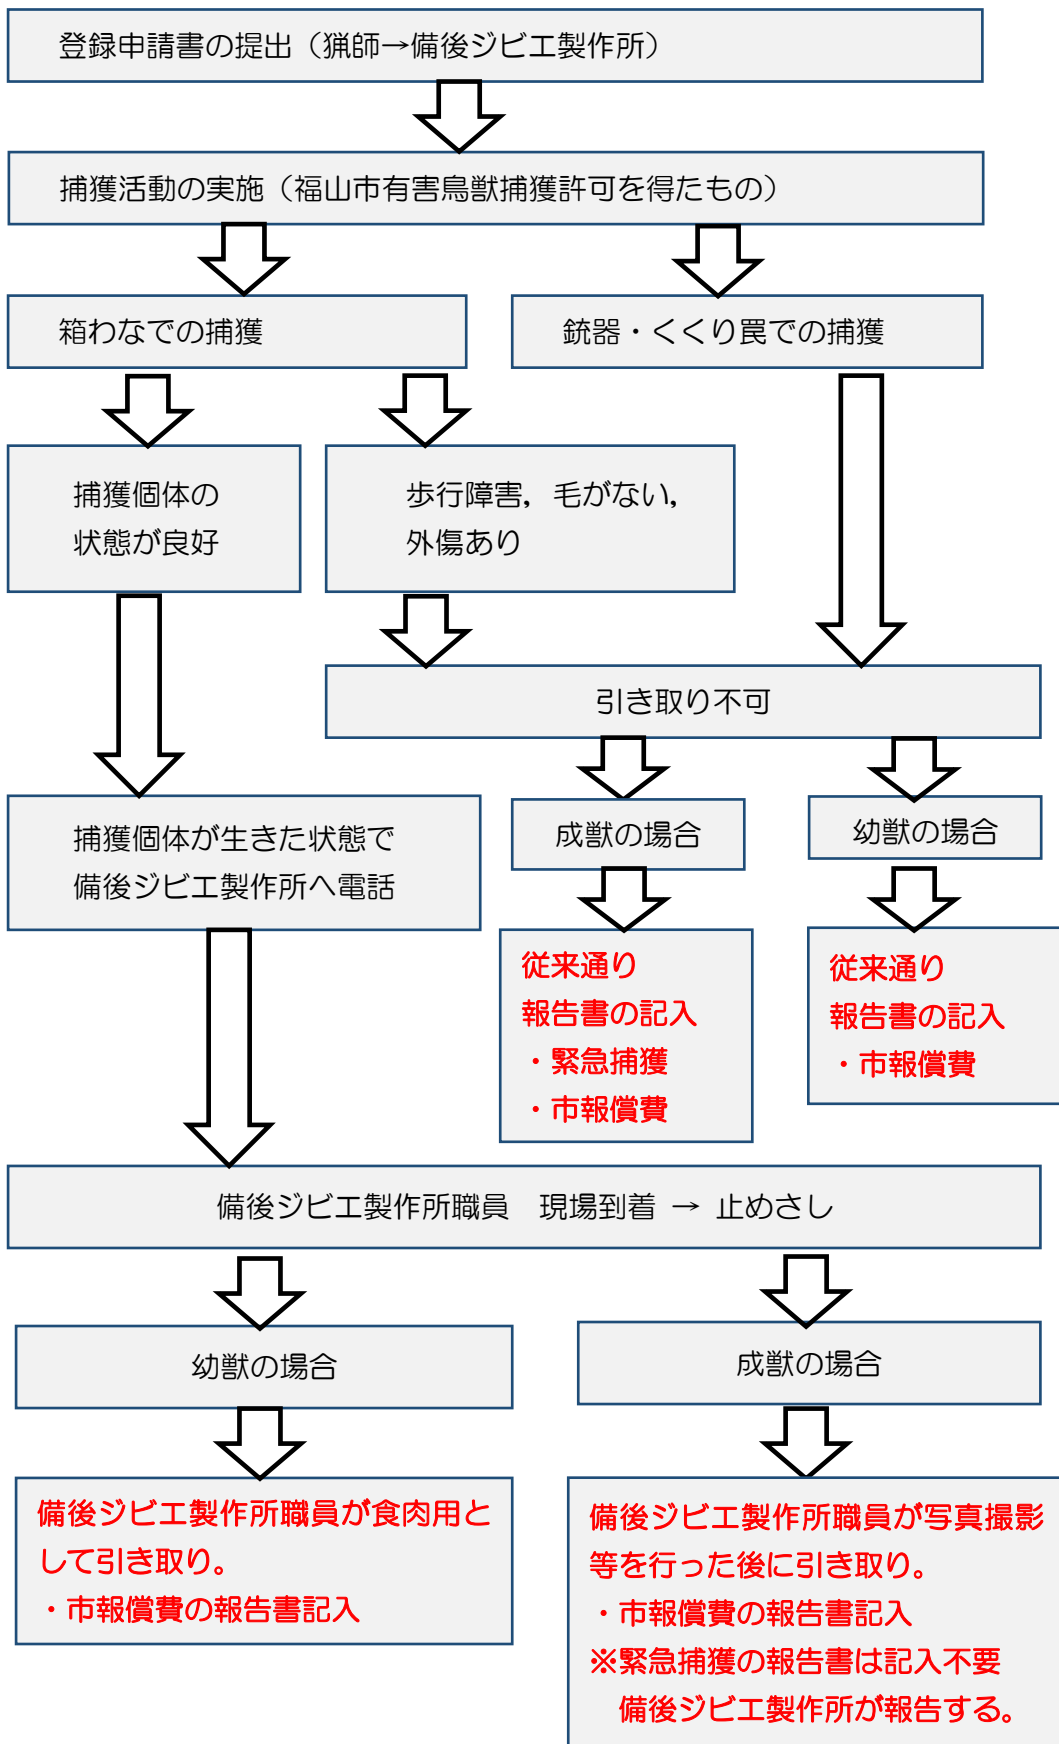 登録申請書の提出（猟師→備後ジビエ製作所）
捕獲活動の実施（福山市有害鳥獣捕獲許可を得たもの）
箱わなでの捕獲
銃器・くくり罠での捕獲
捕獲個体の
状態が良好
歩行障害，毛がない，
外傷あり
引き取り不可
捕獲個体が生きた状態で
備後ジビエ製作所へ電話
成獣の場合
幼獣の場合
従来通り
報告書の記入
・緊急捕獲
・市報償費
従来通り
報告書の記入
・市報償費
備後ジビエ製作所職員　現場到着 → 止めさし
幼獣の場合
成獣の場合
備後ジビエ製作所職員が食肉用と
して引き取り。
・市報償費の報告書記入
備後ジビエ製作所職員が写真撮影
等を行った後に引き取り。
・市報償費の報告書記入
※緊急捕獲の報告書は記入不要
備後ジビエ製作所が報告する。